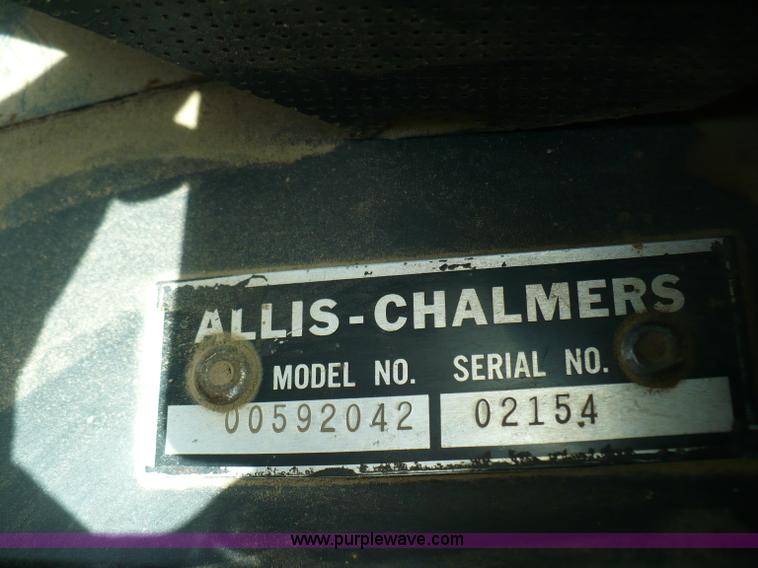 ALLIS-CHALMERS
MODEL NO. SERIAL NO.
00592042 02154
www.purplewave.com